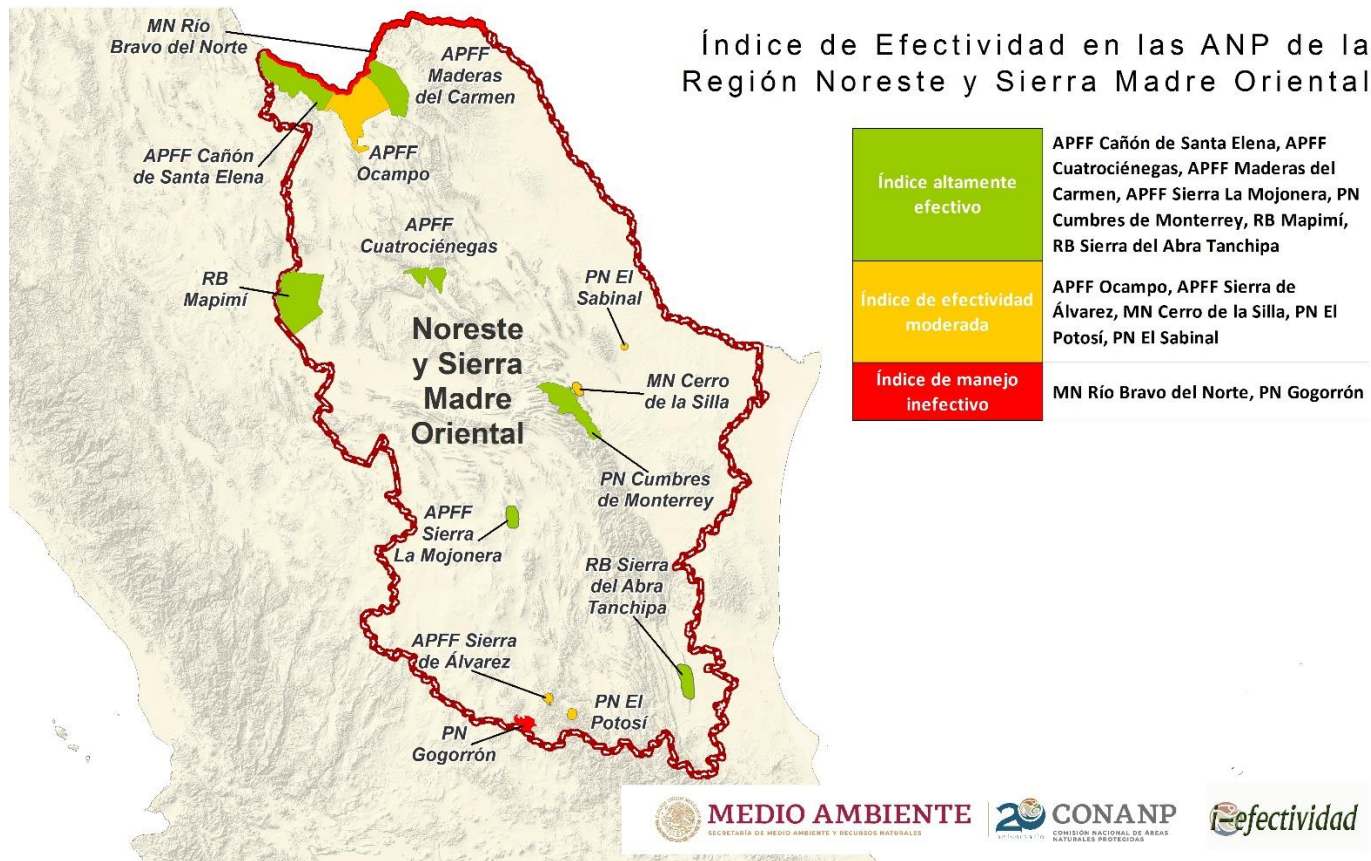 Índice de Efectividad en las ANP de la
Región Noreste y Sierra Madre Oriental
MN Río
Bravo del Norte
APFF
Maderas
del Carmen
APFF Cañón
de Santa Elena
APFF
Ocampo
APFF
Cuatrociénegas
RB
Mapimí
PN El
Sabinal
Noreste
y Sierra
Madre
Oriental
MN Cerro
de la Silla
PN Cumbres
de Monterrey
APFF
Sierra
La Mojonera
RB Sierra
del Abra
Tanchipa
APFF Sierra
de Álvarez
PN El
Potosí
PN
Gogorrón
Índice altamente
efectivo
APFF Cañón de Santa Elena, APFF
Cuatrociénegas, APFF Maderas del
Carmen, APFF Sierra La Mojonera, PN
Cumbres de Monterrey, RB Mapimí,
RB Sierra del Abra Tanchipa
Índice de efectividad
moderada
APFF Ocampo, APFF Sierra de
Álvarez, MN Cerro de la Silla, PN El
Potosí, PN El Sabinal
Índice de manejo
inefectivo
MN Río Bravo del Norte, PN Gogorrón
MEDIO AMBIENTE
SECRETARÍA DE MEDIO AMBIENTE Y RECURSOS NATURALES
20
aniversario
CONANP
COMISIÓN NACIONAL DE ÁREAS
NATURALES PROTEGIDAS
i-efectividad